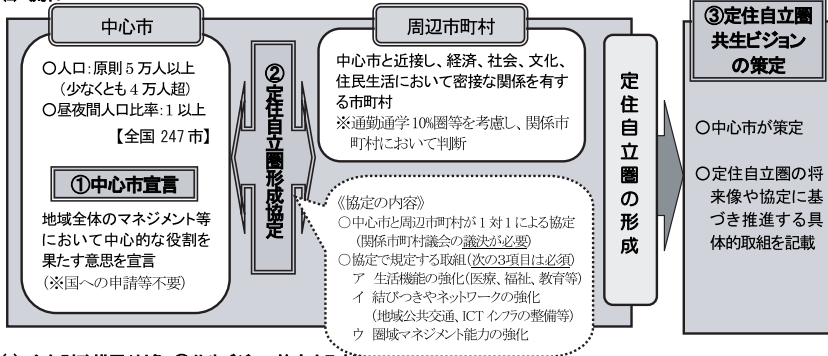 中心市
○人口:原則5万人以上
(少なくとも4万人超)
○昼夜間人口比率:1以上
【全国 247市】
①中心市宣言
地域全体のマネジメント等
において中心的な役割を
果たす意思を宣言
(※国への申請等不要)
②定住自立圏形成協定
周辺市町村
中心市と近接し、経済、社会、文化、
住民生活において密接な関係を有す
る市町村
※通勤通学10%圏等を考慮し、関係市
町村において判断
《協定の内容》
○中心市と周辺市町村が1対1による協定
(関係市町村議会の議決が必要)
○協定で規定する取組(次の3項目は必須)
ア 生活機能の強化(医療、福祉、教育等)
イ 結びつきやネットワークの強化
(地域公共交通、ICTインフラの整備等)
ウ 圏域マネジメント能力の強化
定住自立圏の形成
③定住自立圏
共生ビジョン
の策定
○中心市が策定
○定住自立圏の将
来像や協定に基
づき推進する具
体的取組を記載